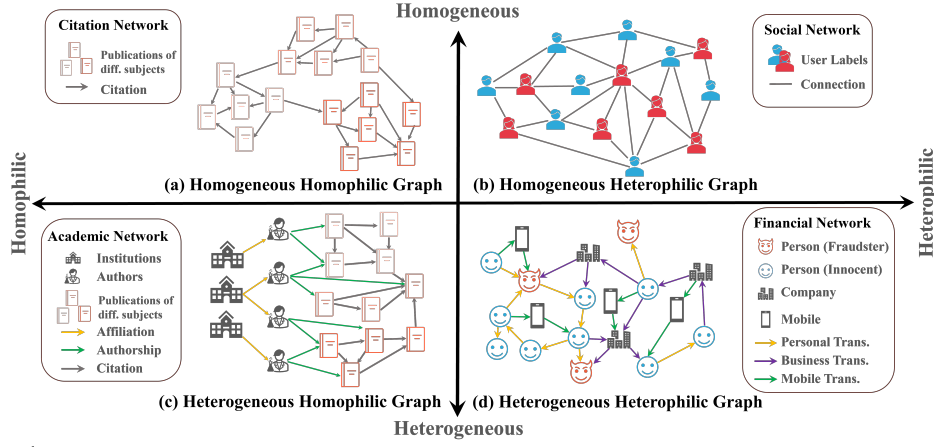 Homogeneous
Citation Network
Publications of
diff. subjects
Citation
Social Network
User Labels
Connection
(a) Homogeneous Homophilic Graph
(b) Homogeneous Heterophilic Graph
Homophilic
Heterophilic
Academic Network
Institutions
Authors
Publications of
diff. subjects
Affiliation
Authorship
Citation
Financial Network
Person (Fraudster)
Person (Innocent)
Company
Mobile
Personal Trans.
Business Trans.
Mobile Trans.
(c) Heterogeneous Homophilic Graph
(d) Heterogeneous Heterophilic Graph
Heterogeneous